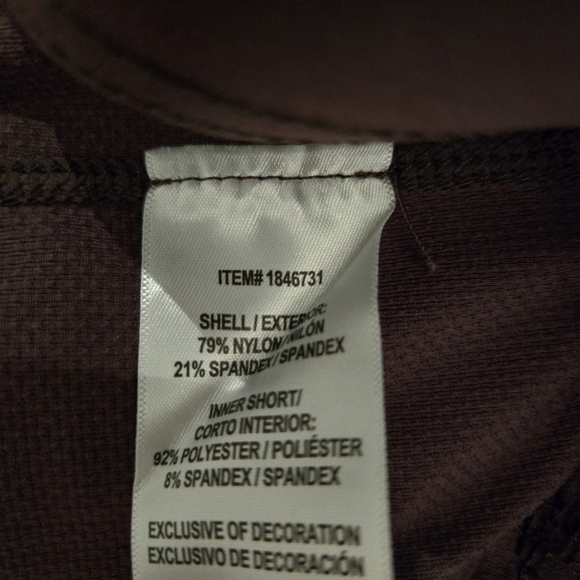 ITEM# 1846731
SHELL / EXTERIOR:
79% NYLON/NILÓN
21% SPANDEX / SPANDEX
INNER SHORT/
CORTO INTERIOR:
92% POLYESTER / POLIÉSTER
8% SPANDEX / SPANDEX
EXCLUSIVE OF DECORATION
EXCLUSIVO DE DECORACIÓN